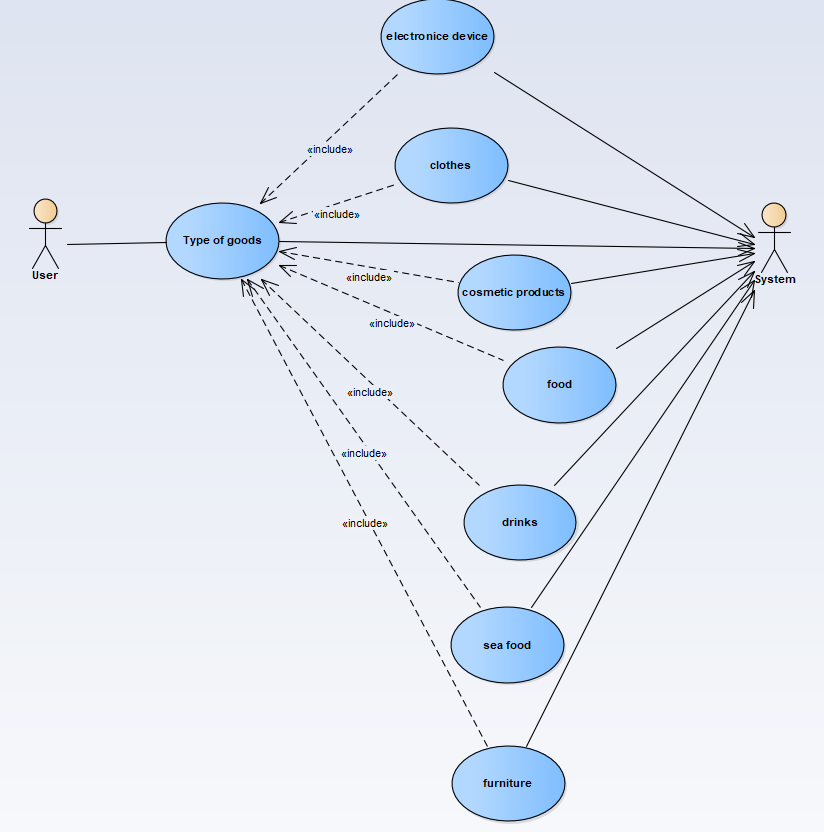 electronice device
«include»
clothes
«include»
User
Type of goods
System
«include»
cosmetic products
«include»
food
«include»
drinks
«include»
sea food
«include»
furniture